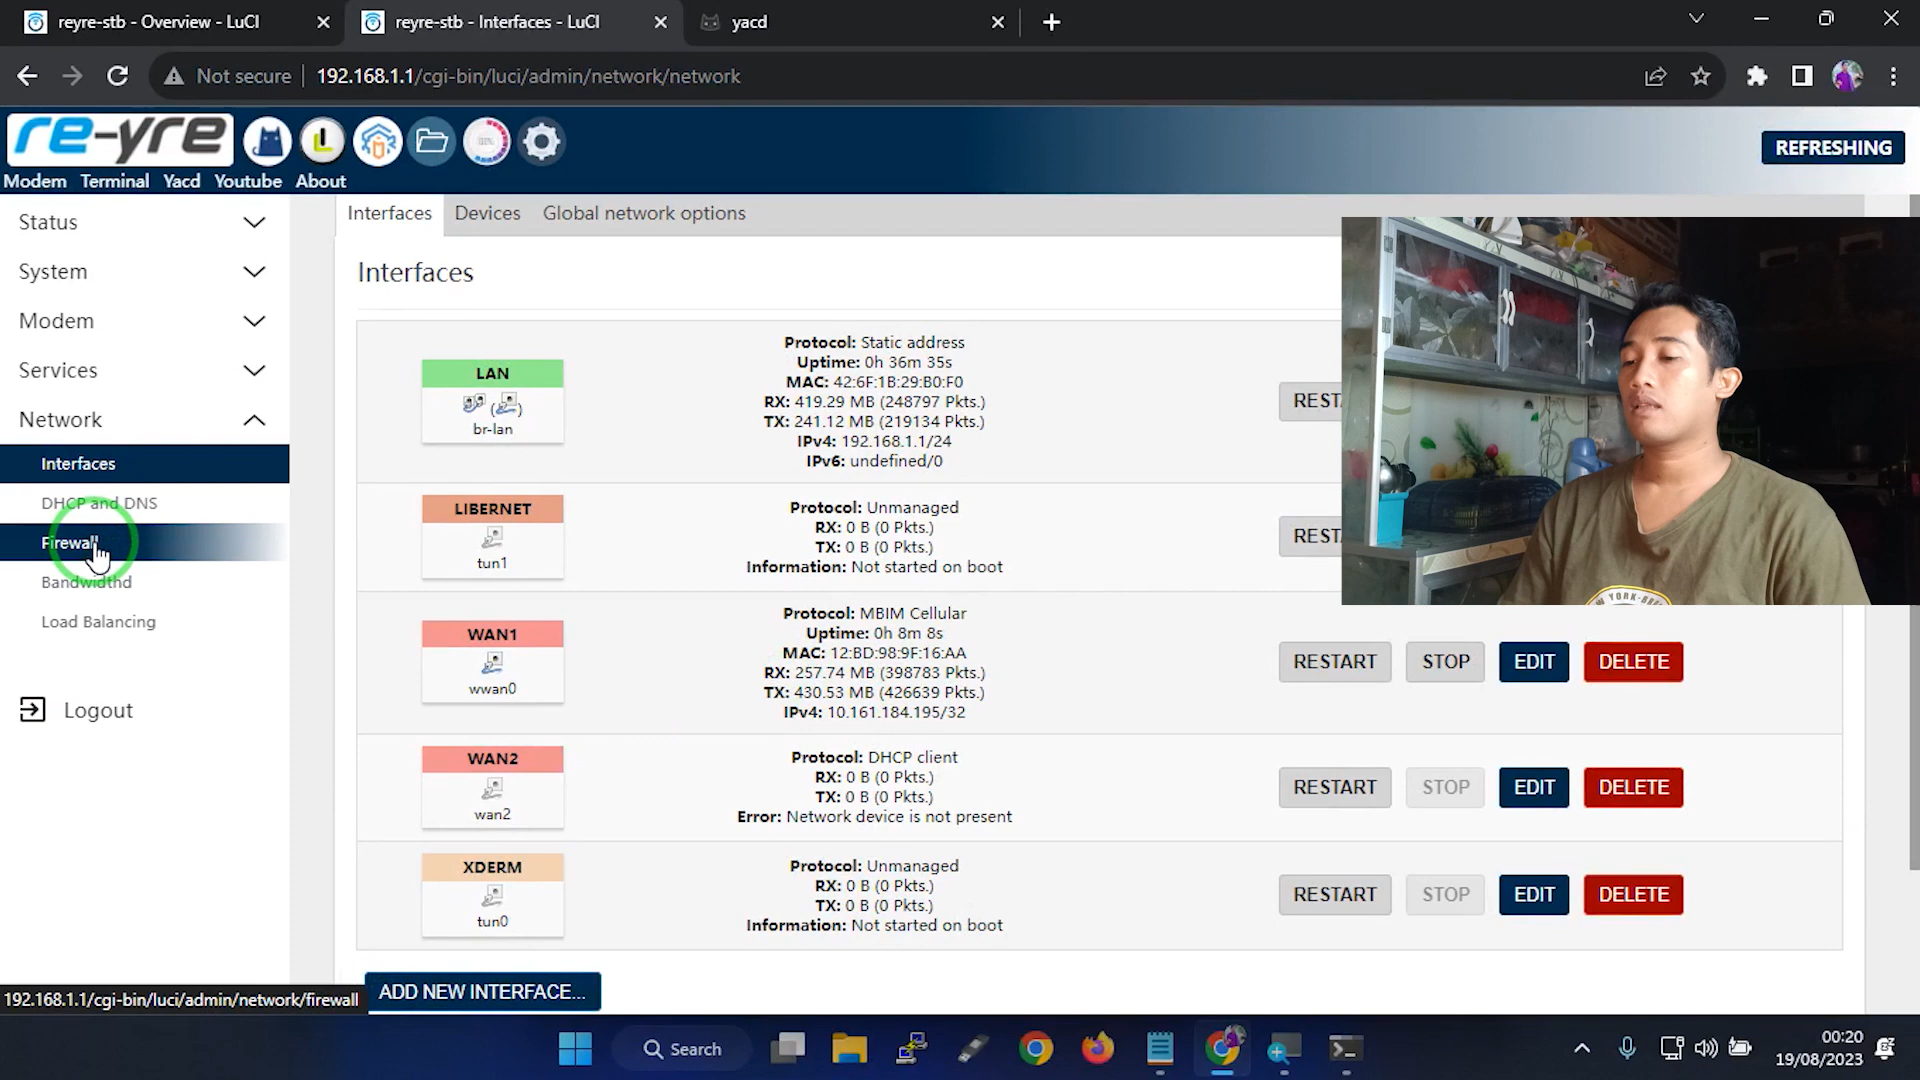 reyre-stb - Overview - LuCI
reyre-stb - Interfaces - LuCI
yacd
Not secure
192.168.1.1/cgi-bin/luci/admin/network/network
re-yre
REFRESHING
Modem
Terminal
Yacd
Youtube
About
Status
System
Modem
Services
Network
Interfaces
DHCP and DNS
Firewall
Bandwidthd
Load Balancing
Logout
Interfaces
Devices
Global network options
Interfaces
LAN
br-lan
Protocol: Static address
Uptime: 0h 36m 35s
MAC: 42:6F:1B:29:B0:F0
RX: 419.29 MB (248797 Pkts.)
TX: 241.12 MB (219134 Pkts.)
IPv4: 192.168.1.1/24
IPv6: undefined/0
REST
LIBERNET
tun1
Protocol: Unmanaged
RX: 0 B (0 Pkts.)
TX: 0 B (0 Pkts.)
Information: Not started on boot
REST
WAN1
wwan0
Protocol: MBIM Cellular
Uptime: 0h 8m 8s
MAC: 12:BD:98:9F:16:AA
RX: 257.74 MB (398783 Pkts.)
TX: 430.53 MB (426639 Pkts.)
IPv4: 10.161.184.195/32
RESTART
STOP
EDIT
DELETE
WAN2
wan2
Protocol: DHCP client
RX: 0 B (0 Pkts.)
TX: 0 B (0 Pkts.)
Error: Network device is not present
RESTART
STOP
EDIT
DELETE
XDERM
tun0
Protocol: Unmanaged
RX: 0 B (0 Pkts.)
TX: 0 B (0 Pkts.)
Information: Not started on boot
RESTART
STOP
EDIT
DELETE
ADD NEW INTERFACE...
192.168.1.1/cgi-bin/luci/admin/network/firewall
Search
00:20
19/08/2023